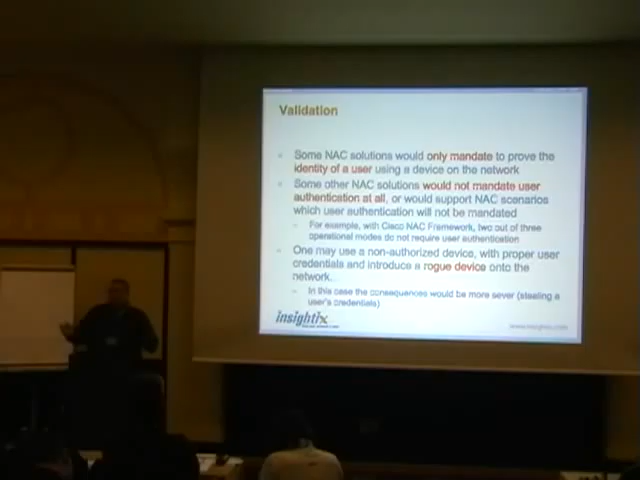 Validation
Some NAC solutions would only mandate to prove the
identity of a user using a device on the network
Some other NAC solutions would not mandate user
authentication at all, or would support NAC scenarios
which user authentication will not be mandated
For example, with Cisco NAC Framework, two out of three
operational modes do not require user authentication
One may use a non-authorized device, with proper user
credentials and introduce a rogue device onto the
network.
In this case the consequences would be more sever (stealing a
user's credentials)
insightix
www.insightix.com